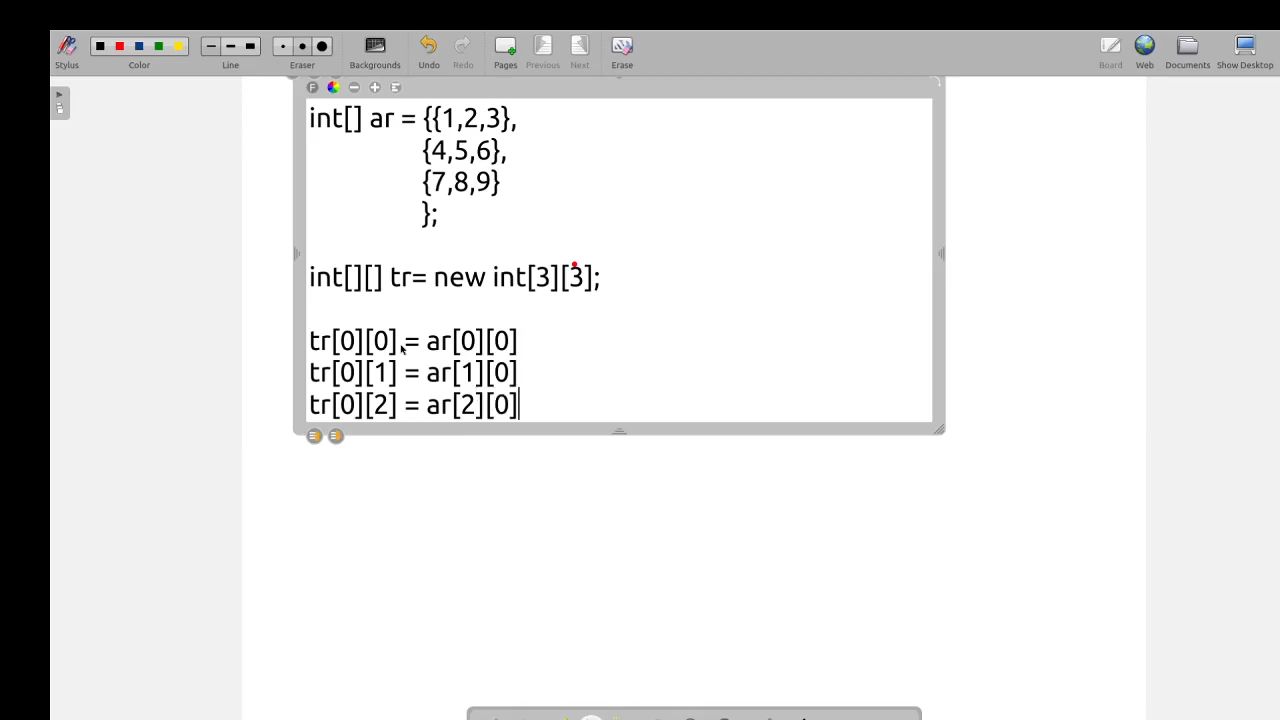 Stylus Color Line Eraser Backgrounds Undo Redo Pages Previous Next Erase Board Web Documents Show Desktop
F
int[] ar = {{1,2,3},
{4,5,6},
{7,8,9}
};
int[][] tr= new int[3][3];
tr[0][0] = ar[0][0]
tr[0][1] = ar[1][0]
tr[0][2] = ar[2][0]